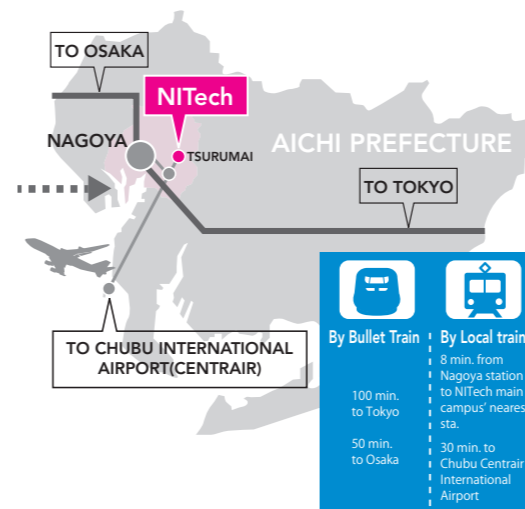 TO OSAKA
NITech
NAGOYA
TSURUMAI
AICHI PREFECTURE
TO TOKYO
TO CHUBU INTERNATIONAL
AIRPORT(CENTRAIR)
By Bullet Train
100 min.
to Tokyo
50 min.
to Osaka
By Local train
8 min. from
Nagoya station
to NITech main
campus’ neares
sta.
30 min. to
Chubu Centrair
International
Airport